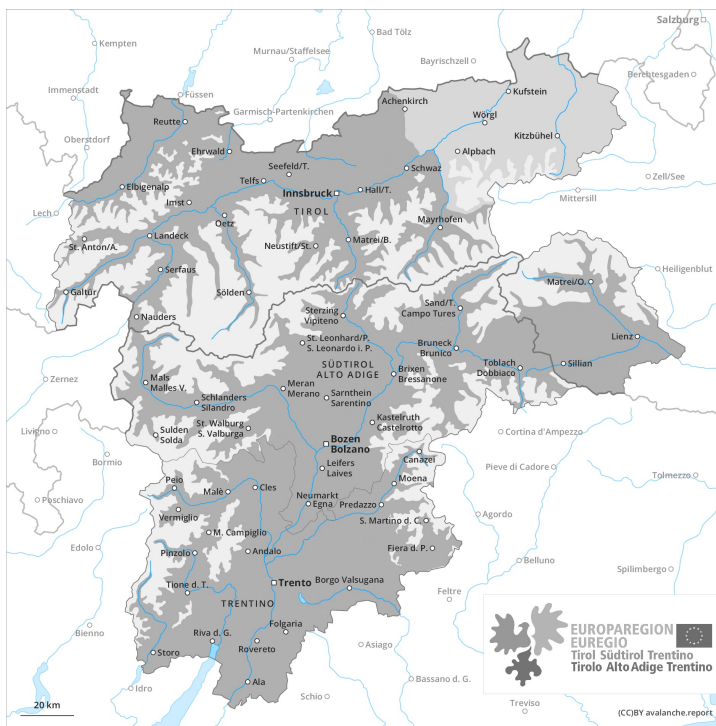 Salzburg
Kempten
Bad Tölz
Murnau/Staffelsee
Bayrischzell
Berchtesgaden
Immenstadt
Füssen
Kufstein
Achenkirch
Garmisch-Partenkirchen
Wörgl
Reutte
Kitzbühel
Oberstdorf
Ehrwald
Alpbach
Seefeld/T.
Schwaz
Telfs
Zell/See
Elbigenalp
Innsbruck
Hall/T.
Mittersill
Imst
TIROL
Lech
Oetz
Mayrhofen
Landeck
Matrei/B.
St. Anton/A.
Neustift/St.
Serfaus
Heiligenblut
Matrei/O.
Galtür
Sölden
Sand/T.
Campo Tures
Nauders
Sterzing
Vipiteno
Lienz
St. Leonhard/P.
S. Leonardo i. P.
Bruneck
Brunico
Toblach
Dobbiaco
Sillian
SÜDTIROL
ALTO ADIGE
Brixen
Bressanone
Zernez
Mals
Malles V.
Meran
Merano
Sarnthein
Sarentino
Schlanders
Silandro
St. Walburg
S. Valburga
Kastelruth
Castelrotto
Livigno
Sulden
Solda
Cortina d'Ampezzo
Bozen
Bolzano
Bormio
Canazei
Pieve di Cadore
Leifers
Laives
Tolmezzo
Peio
Malè
Cles
Moena
Poschiavo
Neumarkt
Egna
Predazzo
Vermiglio
Agordo
S. Martino d. C.
M. Campiglio
Edolo
Pinzolo
Andalo
Fiera d. P.
Belluno
Spilimbergo
Tione d. T.
Trento
Borgo Valsugana
Feltre
TRENTINO
Bienno
Folgaria
Riva d. G.
Rovereto
Asiago
Storo
Idro
Ala
Schio
Bassano d. G.
Treviso
EUROPAREGION
EUREGIO
Tirol Südtirol Trentino
Tirolo Alto Adige Trentino
20 km
(CC)BY avalanche.report